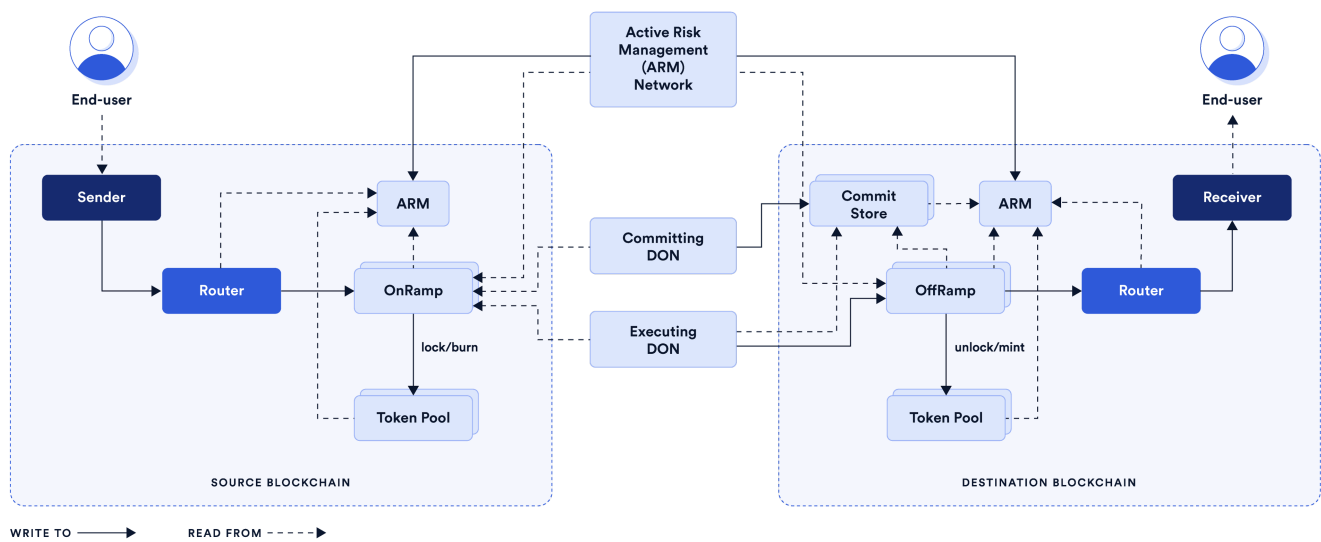 Active Risk
Management
(ARM)
Network
End-user
End-user
Sender
ARM
Commit
Store
ARM
Receiver
Committing
DON
Router
OnRamp
OffRamp
Router
Executing
DON
lock/burn
unlock/mint
Token Pool
Token Pool
SOURCE BLOCKCHAIN
DESTINATION BLOCKCHAIN
WRITE TO
READ FROM